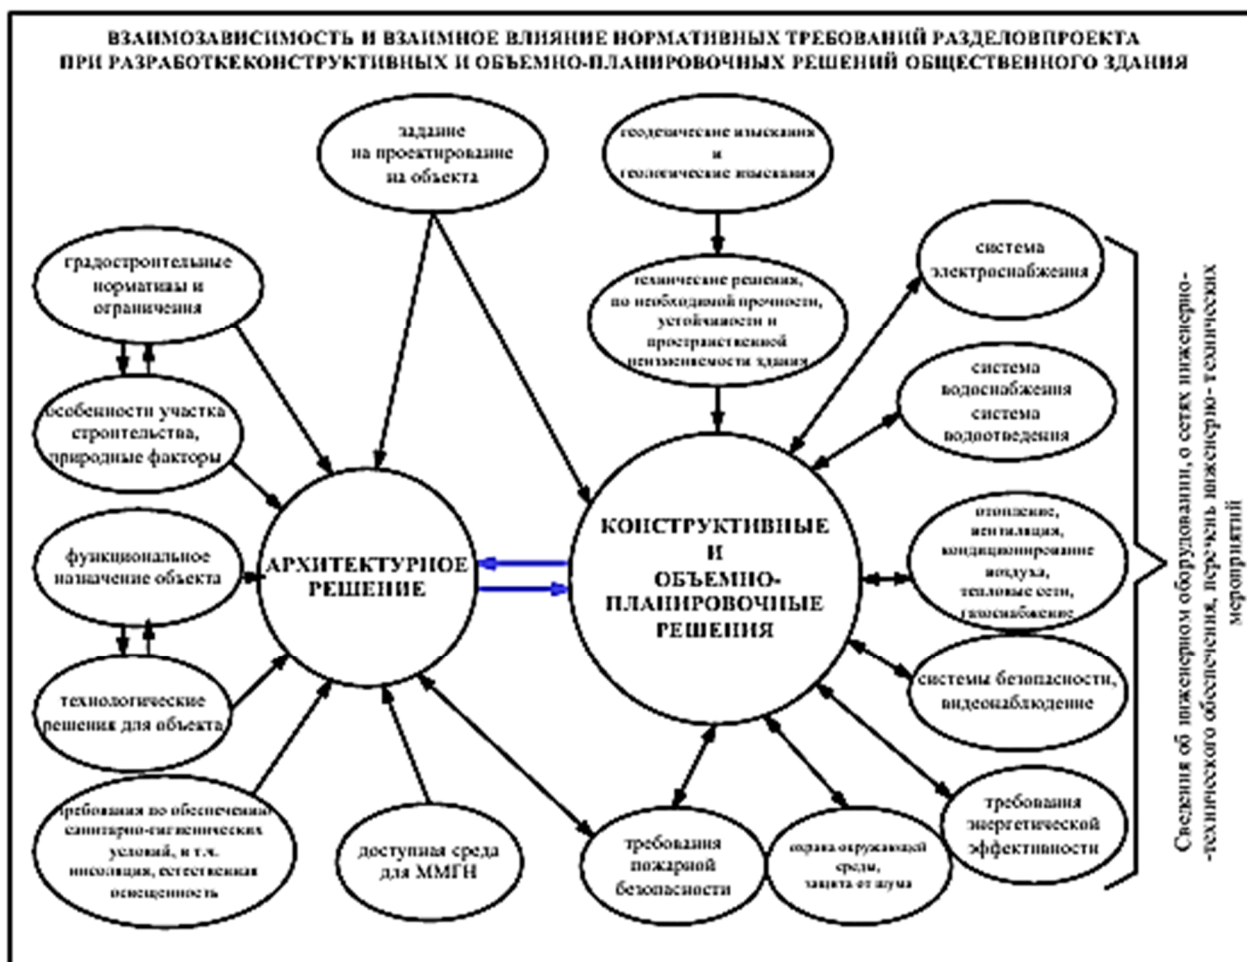 ВЗАИМОЗАВИСИМОСТЬ И ВЗАИМНОЕ ВЛИЯНИЕ НОРМАТИВНЫХ ТРЕБОВАНИЙ РАЗДЕЛОВПРОЕКТА
ПРИ РАЗРАБОТКЕКОНСТРУКТИВНЫХ И ОБЪЕМНО-ПЛАНИРОВОЧНЫХ РЕШЕНИЙ ОБЩЕСТВЕННОГО ЗДАНИЯ
задание
на проектирование
на объекта
геодезические изыскания
и
геологические изыскания
градостроительные
нормативы и
ограничения
технические решения,
по необходимой прочности,
устойчивости и
пространственной
неизменяемости здания
система
электроснабжения
особенности участка
строительства,
природные факторы
система
водоснабжения
система
водоотведения
функциональное
назначение объекта
АРХИТЕКТУРНОЕ
РЕШЕНИЕ
КОНСТРУКТИВНЫЕ
И
ОБЪЕМНО-
ПЛАНИРОВОЧНЫЕ
РЕШЕНИЯ
отопление,
вентиляция,
кондиционирование
воздуха,
тепловые сети,
газоснабжение
технологические
решения для объекта
системы безопасности,
видеонаблюдение
требования по обеспечению
санитарно-гигиенических
условий, в т.ч.
инсоляция, естественная
освещенность
доступная среда
для ММГН
требования
пожарной
безопасности
охрана окружающей
среды,
защита от шума
требования
энергетической
эффективности
Сведения об инженерном оборудовании, о сетях инженерно-
-технического обеспечения, перечень инженерно- технических
мероприятий